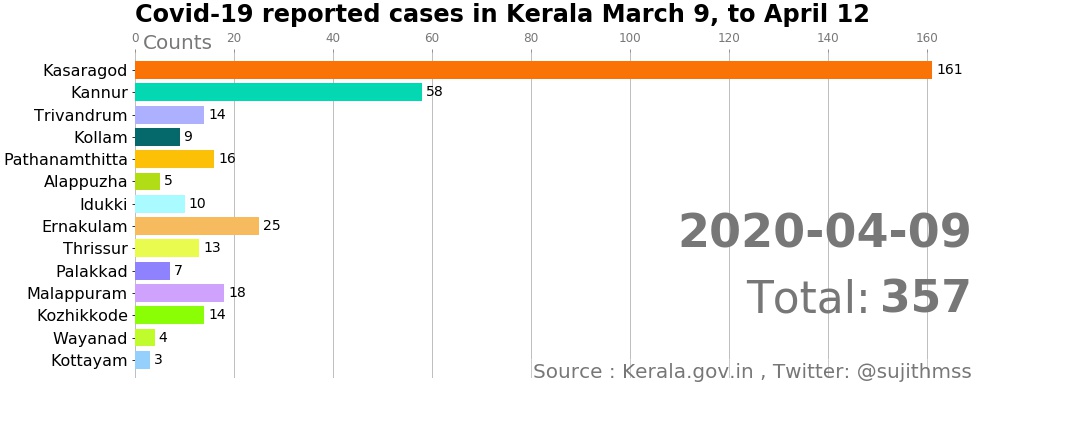 Covid-19 reported cases in Kerala March 9, to April 12
0 20 40 60 80 100 120 140 160
Counts
Kasaragod 161
Kannur 58
Trivandrum 14
Kollam 9
Pathanamthitta 16
Alappuzha 5
Idukki 10
Ernakulam 25
Thrissur 13
Palakkad 7
Malappuram 18
Kozhikkode 14
Wayanad 4
Kottayam 3
2020-04-09
Total: 357
Source : Kerala.gov.in , Twitter: @sujithmss